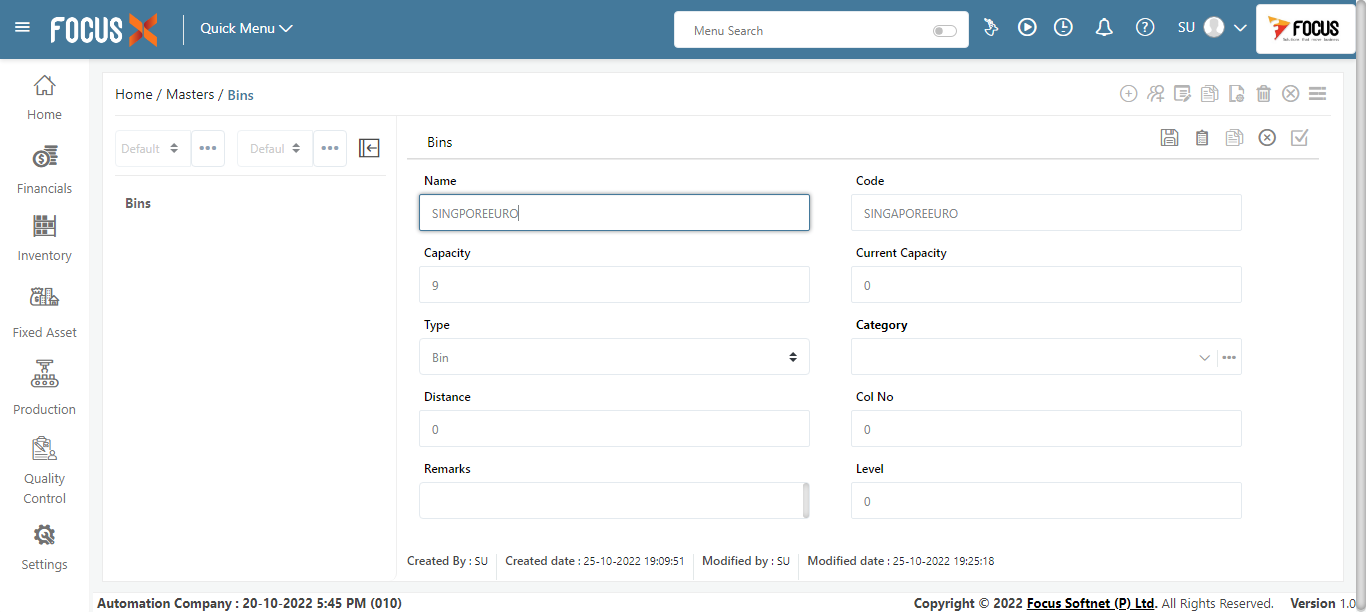 FOCUS X
Quick Menu
Menu Search
SU
FOCUS
Home / Masters / Bins
Home
Financials
Inventory
Fixed Asset
Production
Quality
Control
Settings
Default
Defaul
Bins
Bins
Name
SINGPOREEURO
Code
SINGAPOREEURO
Capacity
9
Current Capacity
0
Type
Bin
Category
Distance
0
Col No
0
Remarks
Level
0
Created By : SU
Created date : 25-10-2022 19:09:51
Modified by : SU
Modified date : 25-10-2022 19:25:18
Automation Company : 20-10-2022 5:45 PM (010)
Copyright © 2022 Focus Softnet (P) Ltd. All Rights Reserved.
Version 1.0